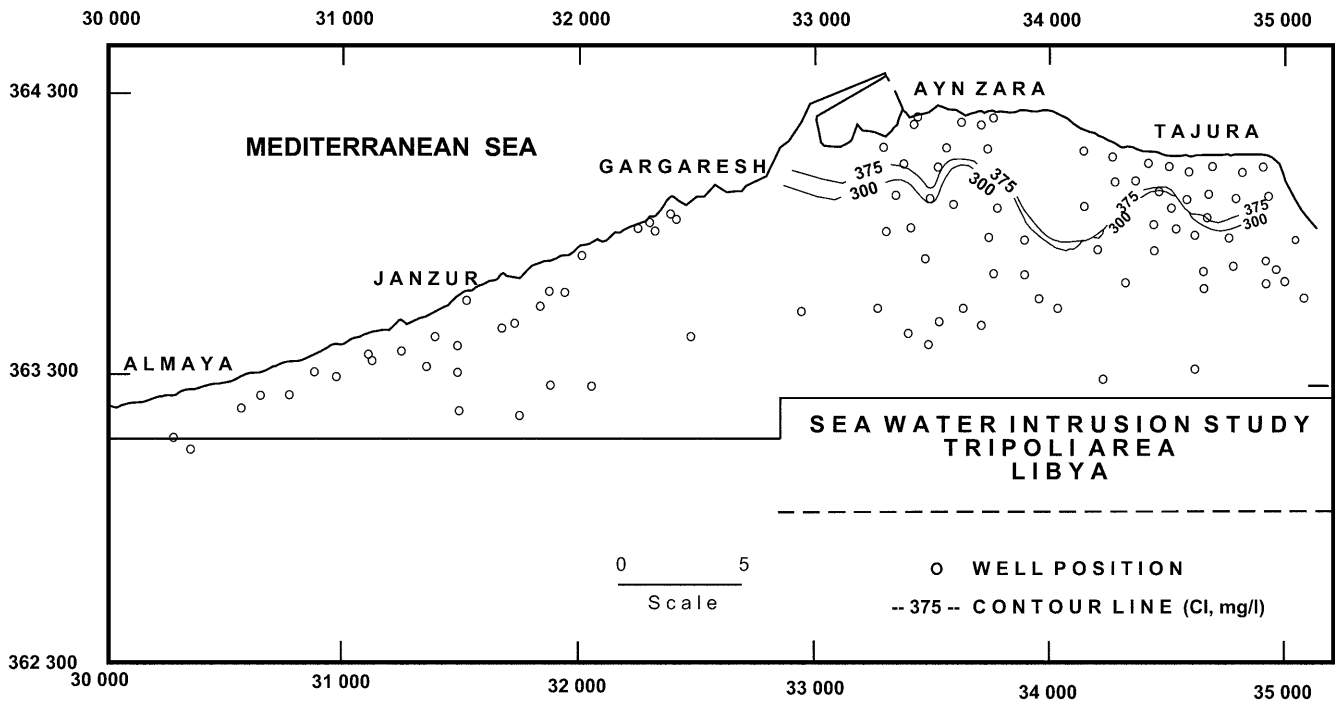 30 000 31 000 32 000 33 000 34 000 35 000
364 300
AYN ZARA
TAJURA
MEDITERRANEAN SEA
GARGARESH
375
300
375
300
375
300
375
300
JANZUR
ALMAYA
363 300
SEA WATER INTRUSION STUDY
TRIPOLI AREA
LIBYA
0 5
Scale
WELL POSITION
-- 375 -- CONTOUR LINE (Cl, mg/l)
362 300
30 000 31 000 32 000 33 000 34 000 35 000